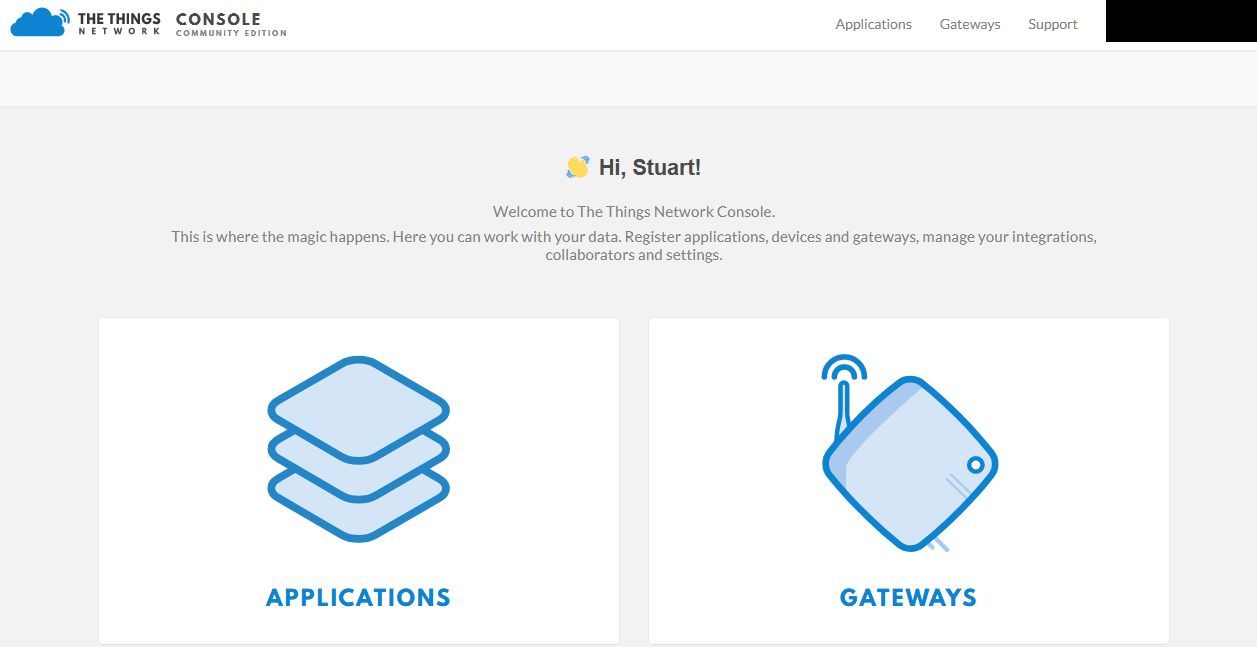 THE THINGS
NETWORK
CONSOLE
COMMUNITY EDITION
Applications
Gateways
Support
Hi, Stuart!
Welcome to The Things Network Console.
This is where the magic happens. Here you can work with your data. Register applications, devices and gateways, manage your integrations,
collaborators and settings.
APPLICATIONS
GATEWAYS